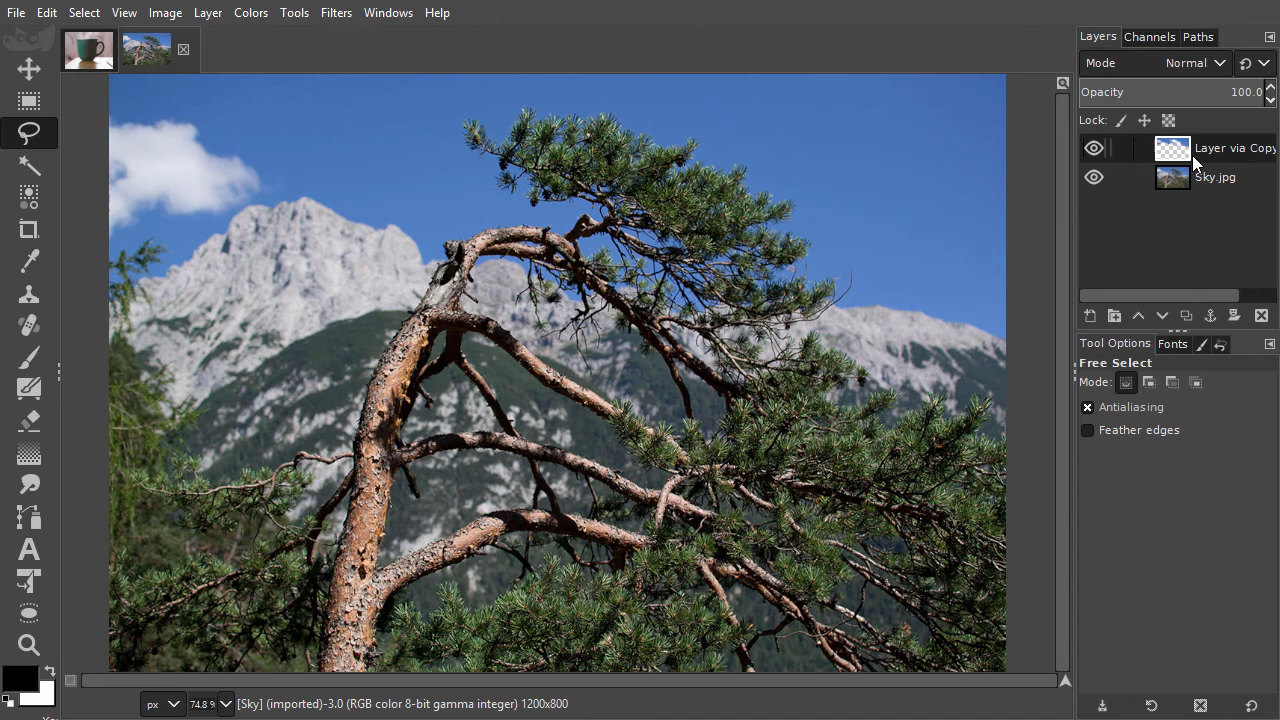 File Edit Select View Image Layer Colors Tools Filters Windows Help
Layers Channels Paths
Mode Normal
Opacity 100.0
Lock:
Layer via Copy
Sky.jpg
Tool Options Fonts
Free Select
Mode:
Antialiasing
Feather edges
px 74.8 % [Sky] (imported)-3.0 (RGB color 8-bit gamma integer) 1200x800